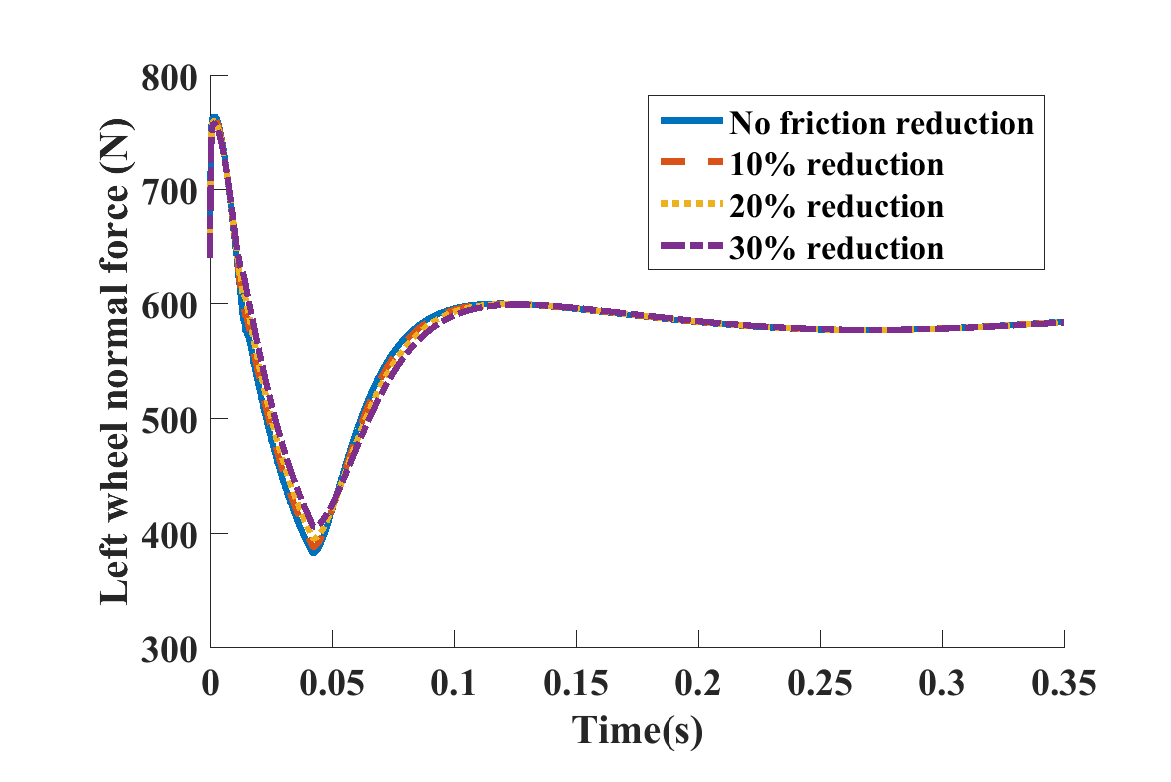 Left wheel normal force (N)
800
700
600
500
400
300
No friction reduction
10% reduction
20% reduction
30% reduction
0
0.05
0.1
0.15
0.2
0.25
0.3
0.35
Time(s)